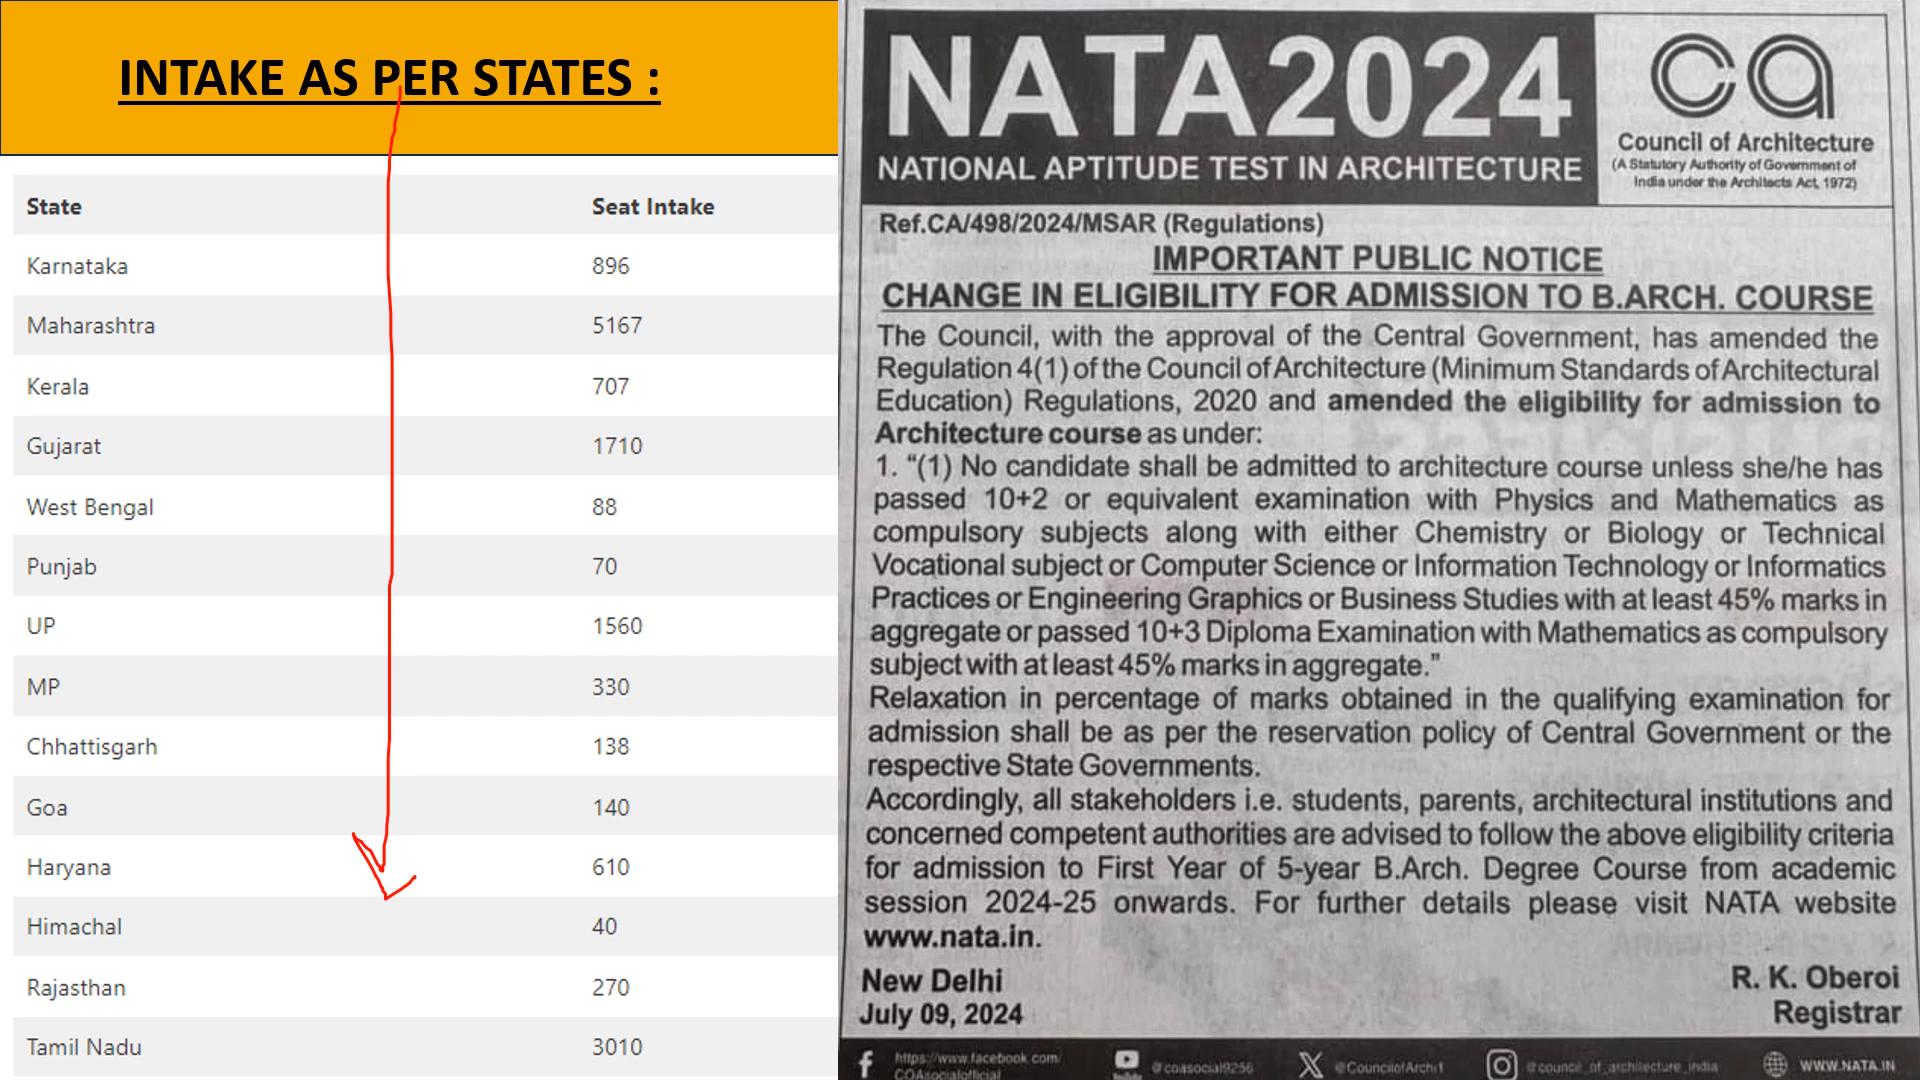 INTAKE AS PER STATES :
State Seat Intake
Karnataka 896
Maharashtra 5167
Kerala 707
Gujarat 1710
West Bengal 88
Punjab 70
UP 1560
MP 330
Chhattisgarh 138
Goa 140
Haryana 610
Himachal 40
Rajasthan 270
Tamil Nadu 3010
NATA2024
NATIONAL APTITUDE TEST IN ARCHITECTURE
ca
Council of Architecture
(A Statutory Authority of Government of
India under the Architects Act, 1972)
Ref.CA/498/2024/MSAR (Regulations)
IMPORTANT PUBLIC NOTICE
CHANGE IN ELIGIBILITY FOR ADMISSION TO B.ARCH. COURSE
The Council, with the approval of the Central Government, has amended the
Regulation 4(1) of the Council of Architecture (Minimum Standards of Architectural
Education) Regulations, 2020 and amended the eligibility for admission to
Architecture course as under:
1. “(1) No candidate shall be admitted to architecture course unless she/he has
passed 10+2 or equivalent examination with Physics and Mathematics as
compulsory subjects along with either Chemistry or Biology or Technical
Vocational subject or Computer Science or Information Technology or Informatics
Practices or Engineering Graphics or Business Studies with at least 45% marks in
aggregate or passed 10+3 Diploma Examination with Mathematics as compulsory
subject with at least 45% marks in aggregate.”
Relaxation in percentage of marks obtained in the qualifying examination for
admission shall be as per the reservation policy of Central Government or the
respective State Governments.
Accordingly, all stakeholders i.e. students, parents, architectural institutions and
concerned competent authorities are advised to follow the above eligibility criteria
for admission to First Year of 5-year B.Arch. Degree Course from academic
session 2024-25 onwards. For further details please visit NATA website
www.nata.in.
New Delhi
July 09, 2024
R. K. Oberoi
Registrar
https://www.facebook.com/
COAsocialofficial
@coasocial9256
@CouncilofArch1
@council_of_architecture_india
WWW.NATA.IN